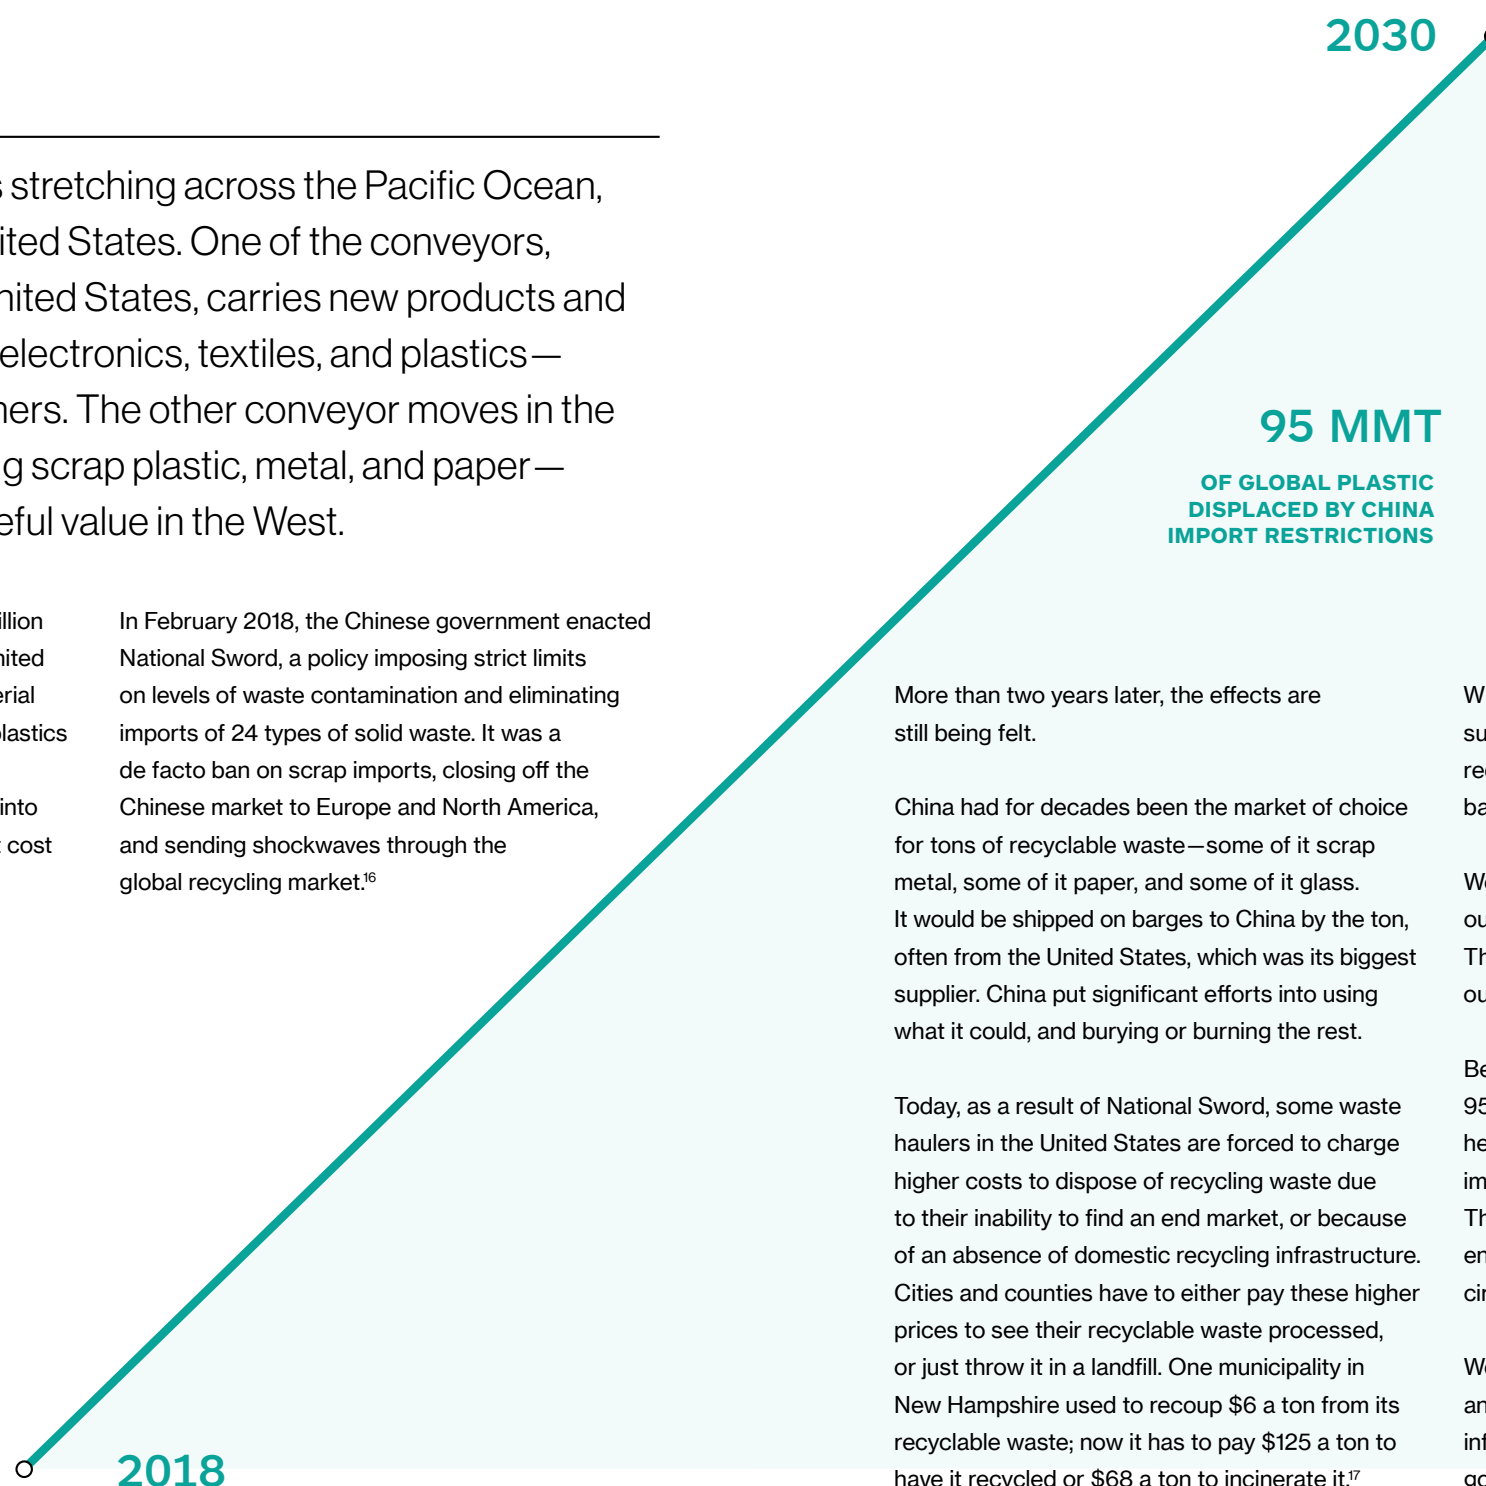 2030
stretching across the Pacific Ocean,
States. One of the conveyors,
States, carries new products and
electronics, textiles, and plastics—
The other conveyor moves in the
scrap plastic, metal, and paper—
value in the West.
95 MMT
OF GLOBAL PLASTIC
DISPLACED BY CHINA
IMPORT RESTRICTIONS
into
cost
In February 2018, the Chinese government enacted
National Sword, a policy imposing strict limits
on levels of waste contamination and eliminating
imports of 24 types of solid waste. It was a
de facto ban on scrap imports, closing off the
Chinese market to Europe and North America,
and sending shockwaves through the
global recycling market.16
More than two years later, the effects are
still being felt.
China had for decades been the market of choice
for tons of recyclable waste—some of it scrap
metal, some of it paper, and some of it glass.
It would be shipped on barges to China by the ton,
often from the United States, which was its biggest
supplier. China put significant efforts into using
what it could, and burying or burning the rest.
Today, as a result of National Sword, some waste
haulers in the United States are forced to charge
higher costs to dispose of recycling waste due
to their inability to find an end market, or because
of an absence of domestic recycling infrastructure.
Cities and counties have to either pay these higher
prices to see their recyclable waste processed,
or just throw it in a landfill. One municipality in
New Hampshire used to recoup $6 a ton from its
recyclable waste; now it has to pay $125 a ton to
have it recycled or $68 a ton to incinerate it.17
2018